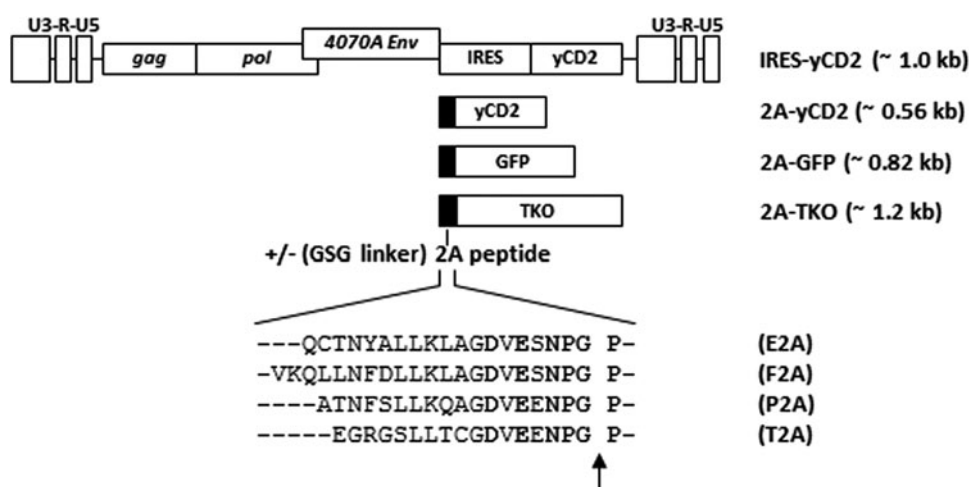 U3-R-U5 U3-R-U5
gag pol 4070A Env IRES yCD2 IRES-yCD2 (~ 1.0 kb)
yCD2 2A-yCD2 (~ 0.56 kb)
GFP 2A-GFP (~ 0.82 kb)
TKO 2A-TKO (~ 1.2 kb)
+/- (GSG linker) 2A peptide
---QCTNYALLKLAGDVESNPG P- (E2A)
-VKQLLNFDLLKLAGDVESNPG P- (F2A)
----ATNFSLLKQAGDVEENPG P- (P2A)
-----EGRGSLLTCGDVEENPG P- (T2A)